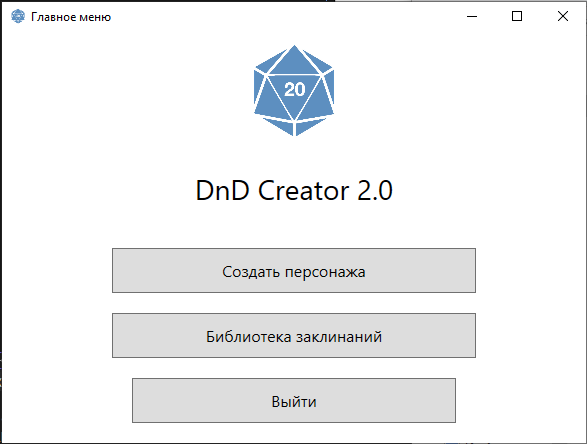 Главное меню
20
DnD Creator 2.0
Создать персонажа
Библиотека заклинаний
Выйти